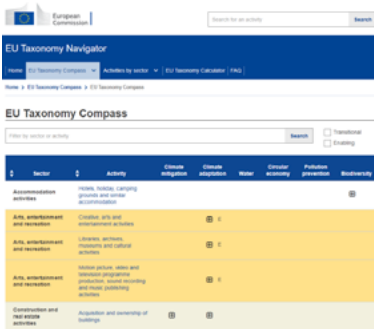 European
Commission
Search for an activity
Search
EU Taxonomy Navigator
Home
EU Taxonomy Compass
Activities by sector
EU Taxonomy Calculator
FAQ
Home > EU Taxonomy Compass > EU Taxonomy Compass
EU Taxonomy Compass
Filter by sector or activity
Search
Transitional
Enabling
Sector
Activity
Climate mitigation
Climate adaptation
Water
Circular economy
Pollution prevention
Biodiversity
Accommodation
activities
Hotels, holiday, camping
grounds and similar
accommodation
Arts, entertainment
and recreation
Creative, arts and
entertainment activities
E
Arts, entertainment
and recreation
Libraries, archives,
museums and cultural
activities
E
Arts, entertainment
and recreation
Motion picture, video and
television programme
production, sound recording
and music publishing
activities
E
Construction and
real estate
activities
Acquisition and ownership of
buildings